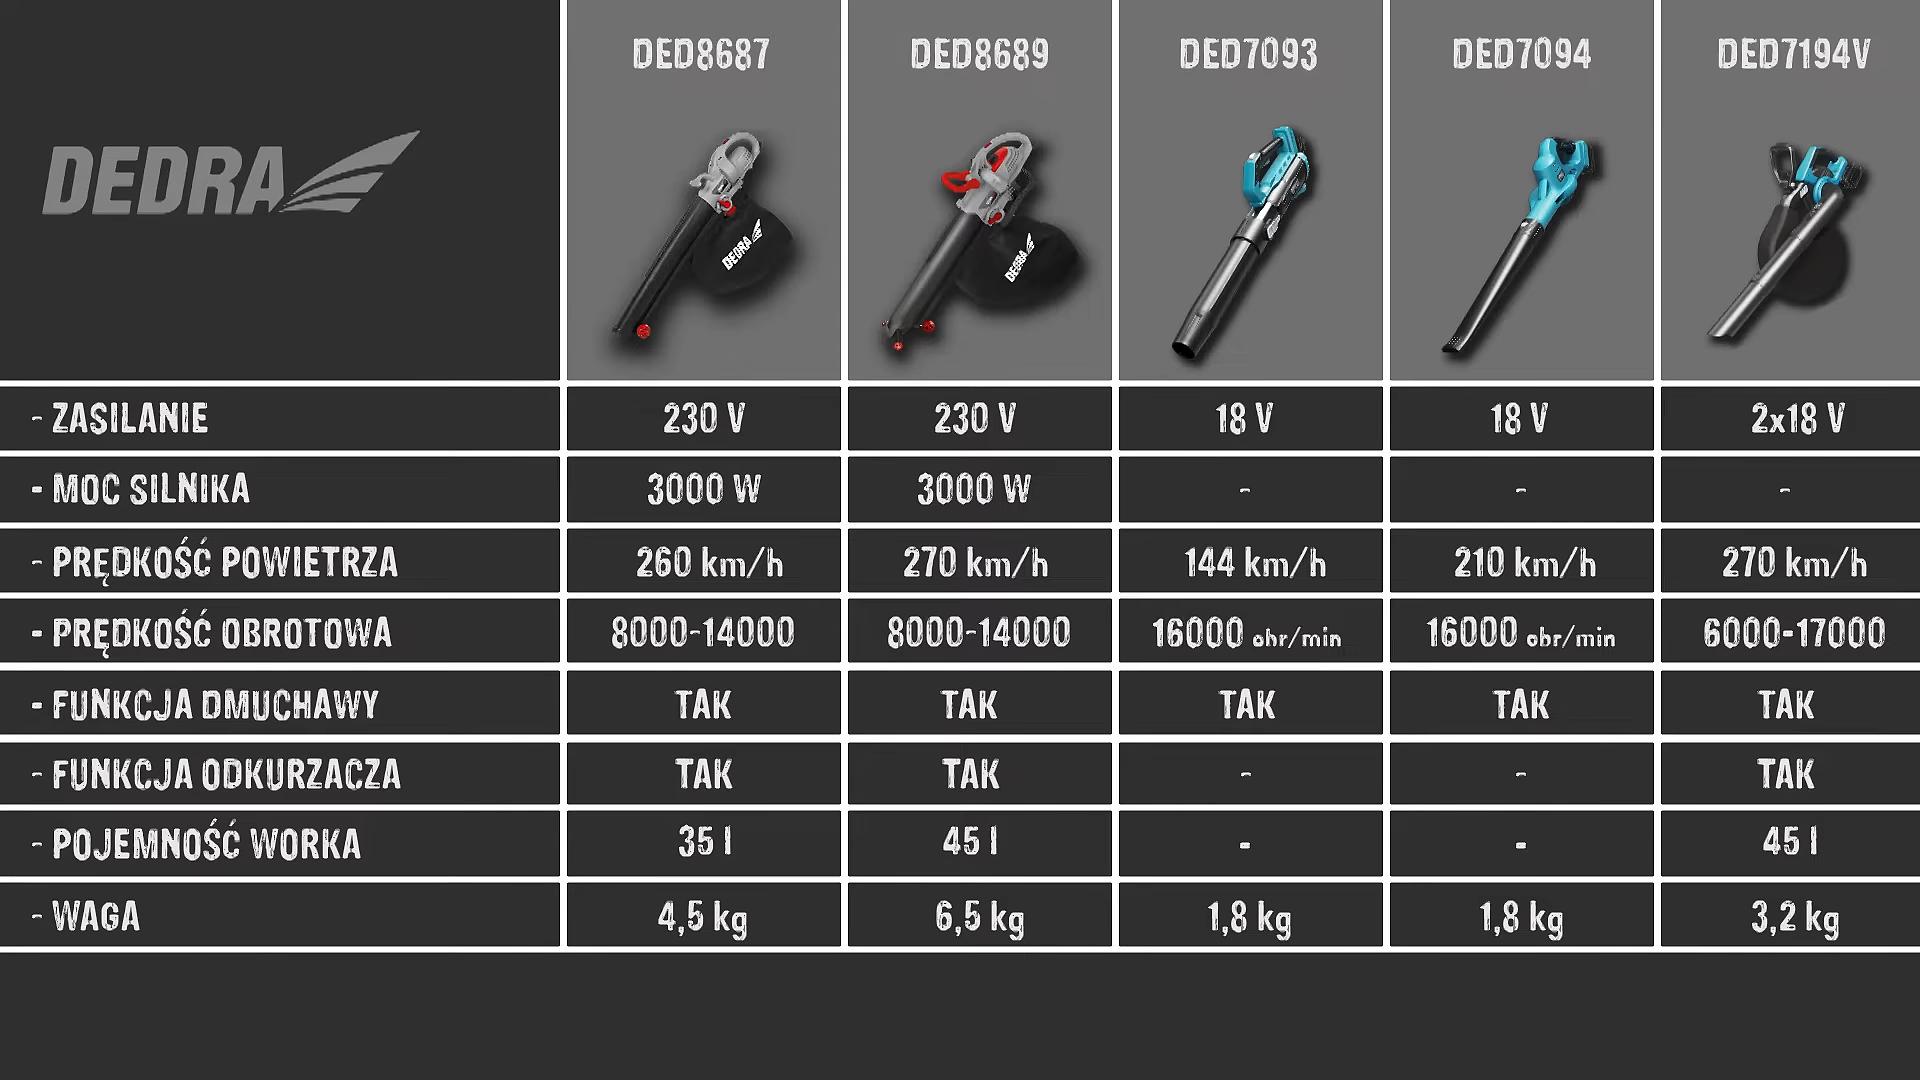 DED8687 DED8689 DED7093 DED7094 DED7194V
DEDRA
DEDRA DEDRA
- ZASILANIE 230 V 230 V 18 V 18 V 2x18 V
- MOC SILNIKA 3000 W 3000 W - - -
- PRĘDKOŚĆ POWIETRZA 260 km/h 270 km/h 144 km/h 210 km/h 270 km/h
- PRĘDKOŚĆ OBROTOWA 8000-14000 8000-14000 16000 obr/min 16000 obr/min 6000-17000
- FUNKCJA DMUCHAWY TAK TAK TAK TAK TAK
- FUNKCJA ODKURZACZA TAK TAK - - TAK
- POJEMNOŚĆ WORKA 35 l 45 l - - 45 l
- WAGA 4,5 kg 6,5 kg 1,8 kg 1,8 kg 3,2 kg